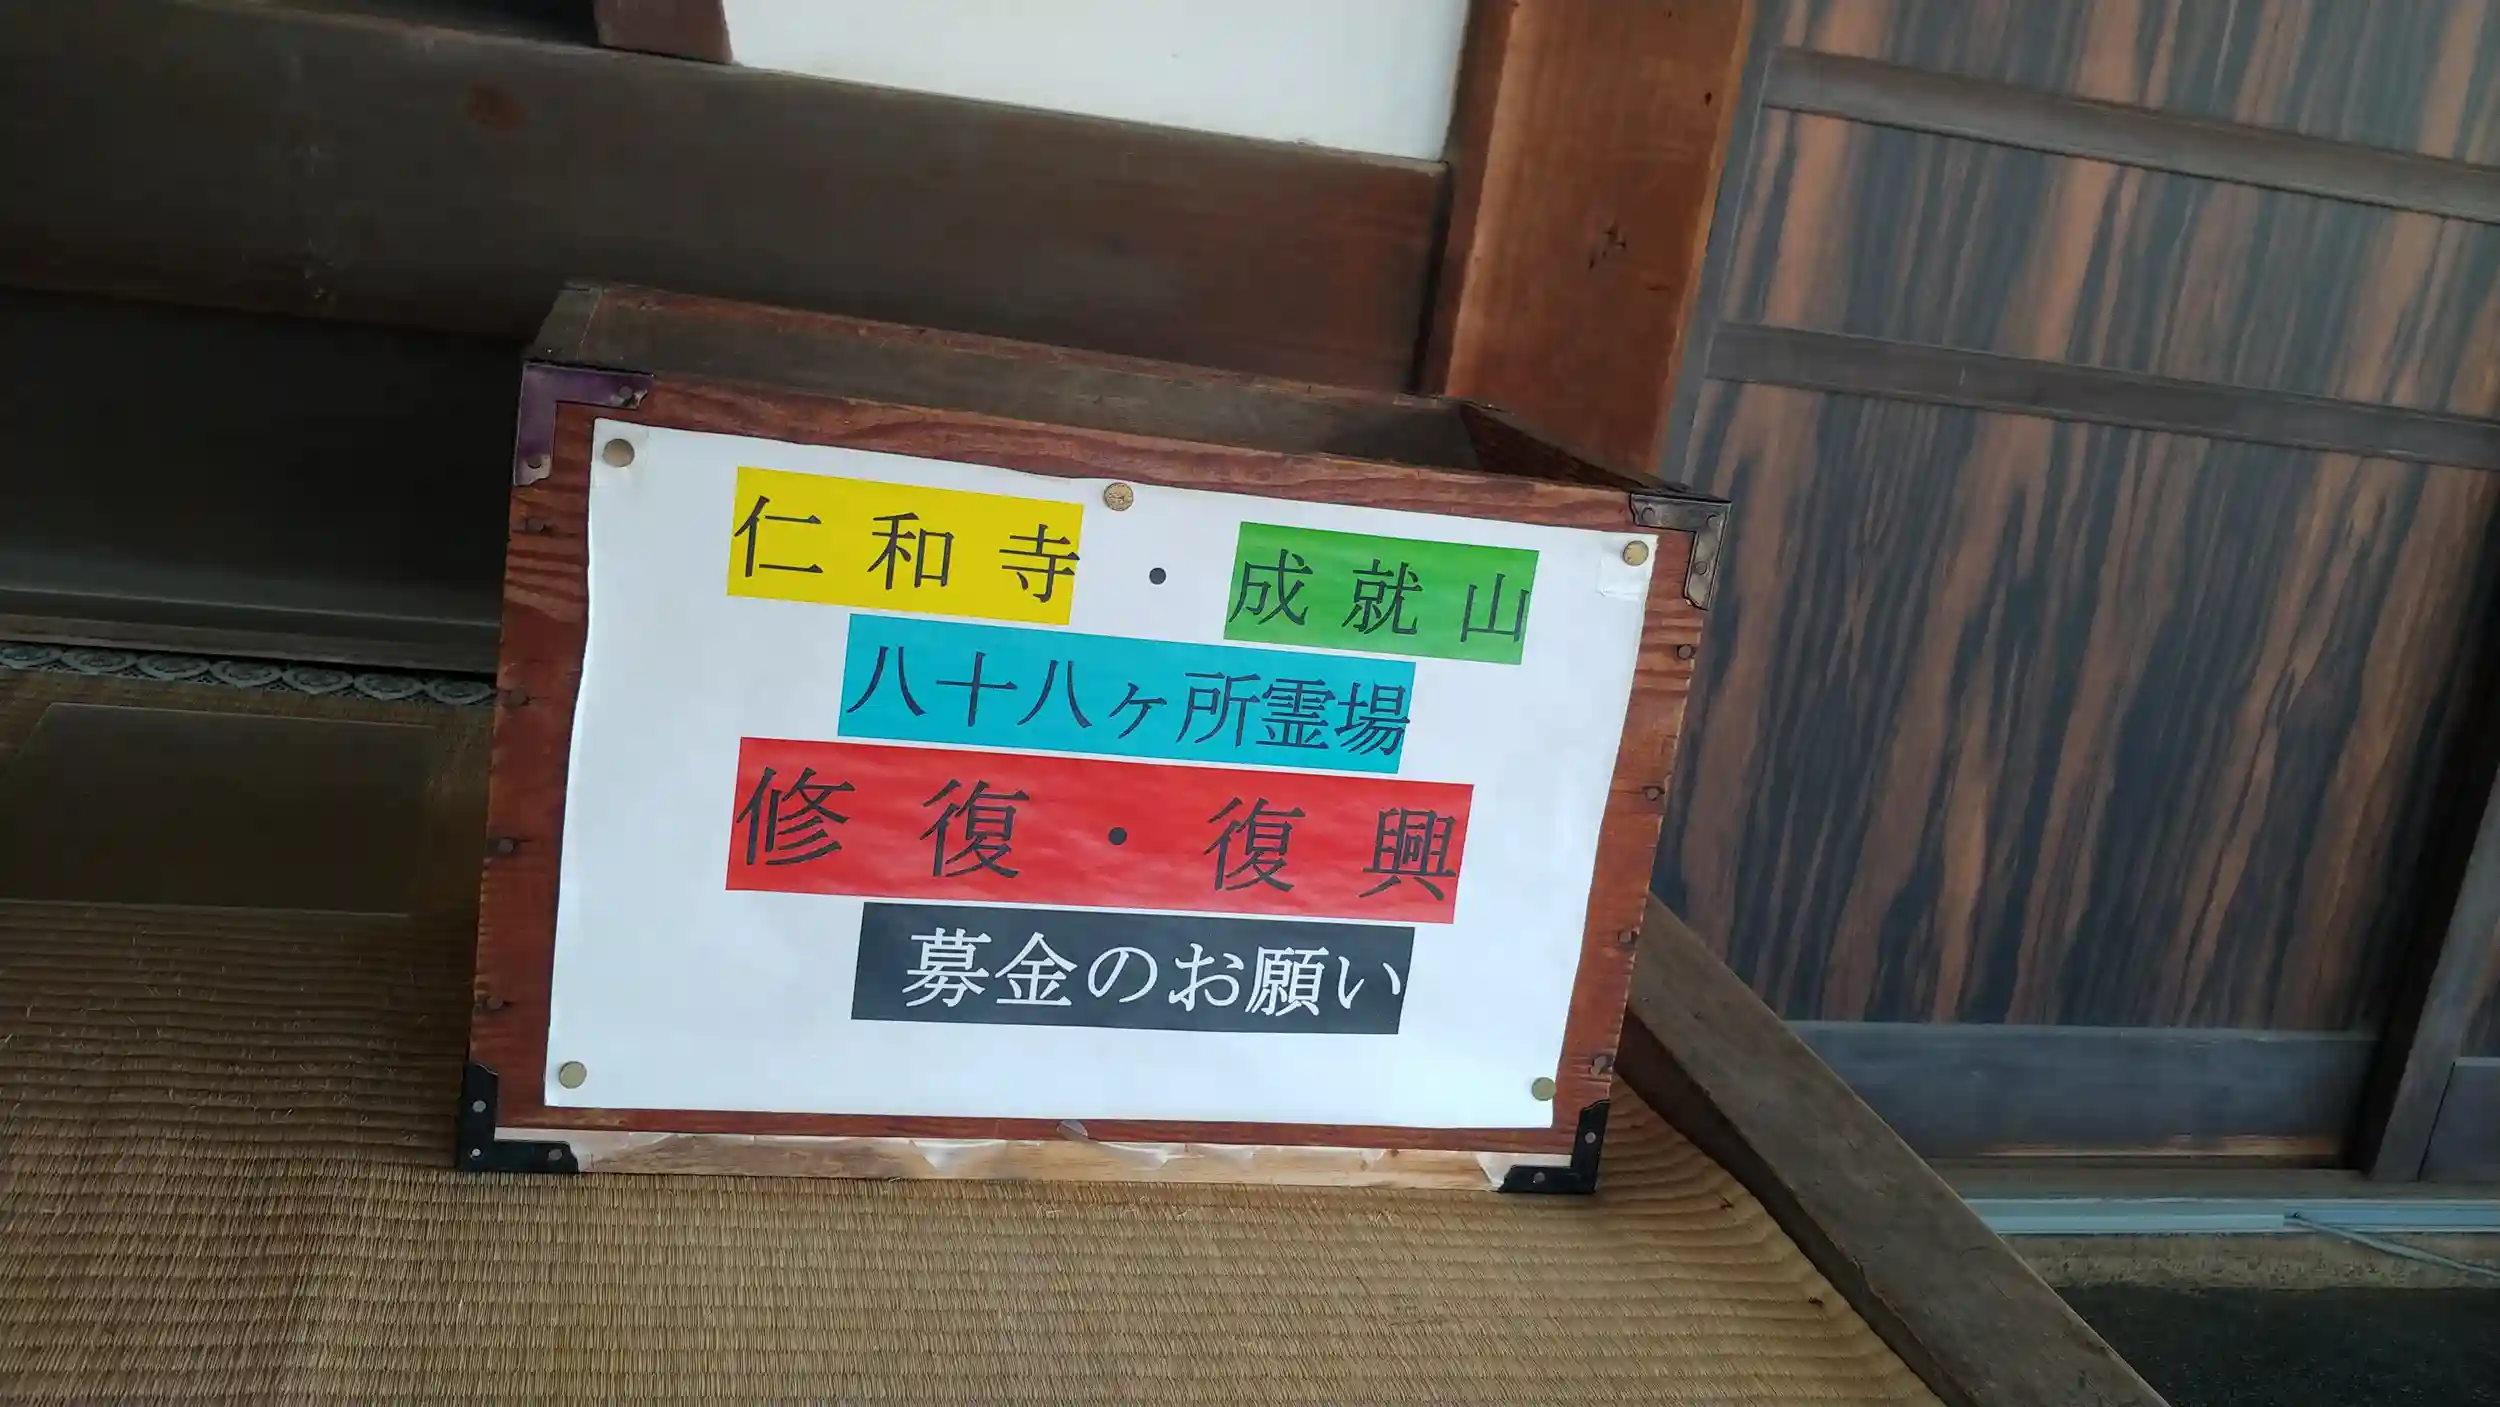 仁和寺・成就山
八十八ヶ所霊場
修復・復興
募金のお願い